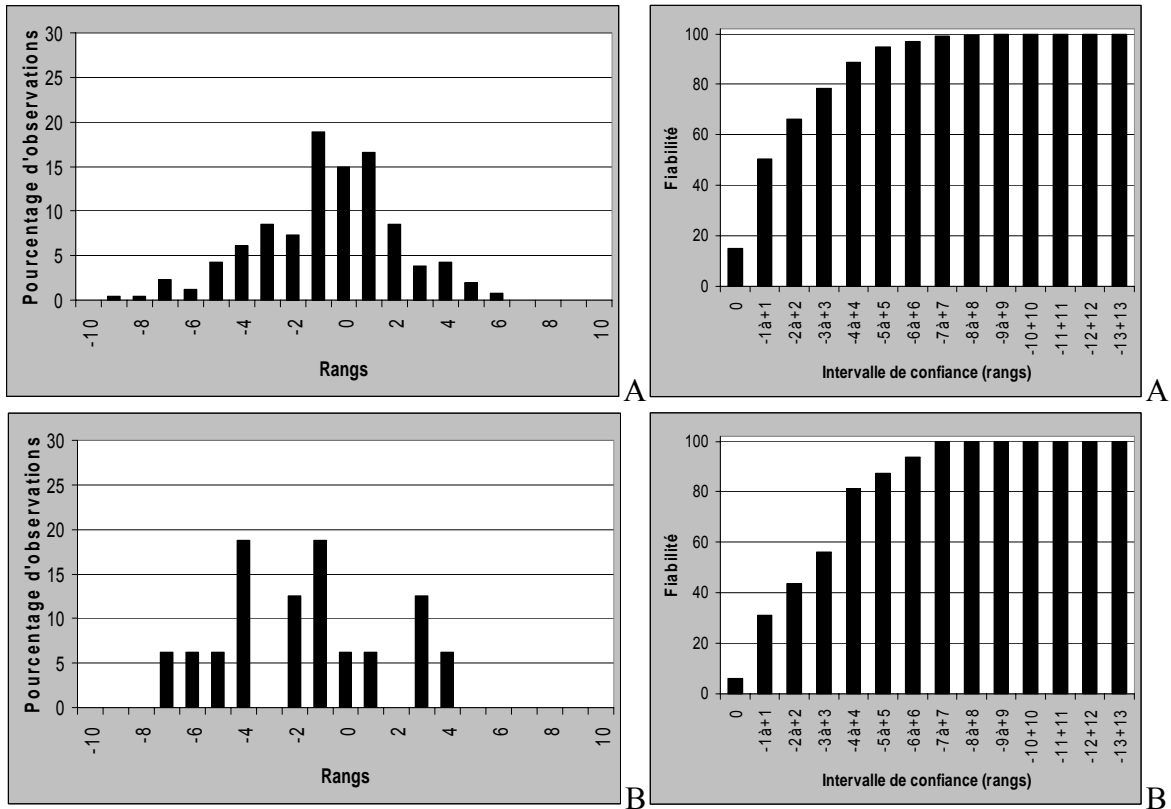 Pourcentage d'observations
30
25
20
15
10
5
0
-10
-8
-6
-4
-2
0
2
4
6
8
10
Rangs
A
Fiabilité
100
80
60
40
20
0
0
-1à+1
-2à+2
-3à+3
-4à+4
-5à+5
-6à+6
-7à+7
-8à+8
-9à+9
-10+10
-11+11
-12+12
-13+13
Intervalle de confiance (rangs)
A
Pourcentage d'observations
30
25
20
15
10
5
0
-10
-8
-6
-4
-2
0
2
4
6
8
10
Rangs
B
Fiabilité
100
80
60
40
20
0
0
-1à+1
-2à+2
-3à+3
-4à+4
-5à+5
-6à+6
-7à+7
-8à+8
-9à+9
-10+10
-11+11
-12+12
-13+13
Intervalle de confiance (rangs)
B